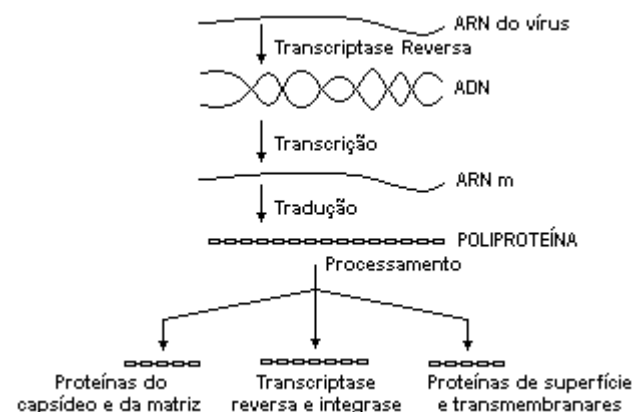 ARN do vírus
Transcriptase Reversa
ADN
Transcrição
ARN m
Tradução
POLIPROTEÍNA
Processamento
Proteínas do
capsídeo e da matriz
Transcriptase
reversa e integrase
Proteínas de superfície
e transmembranares